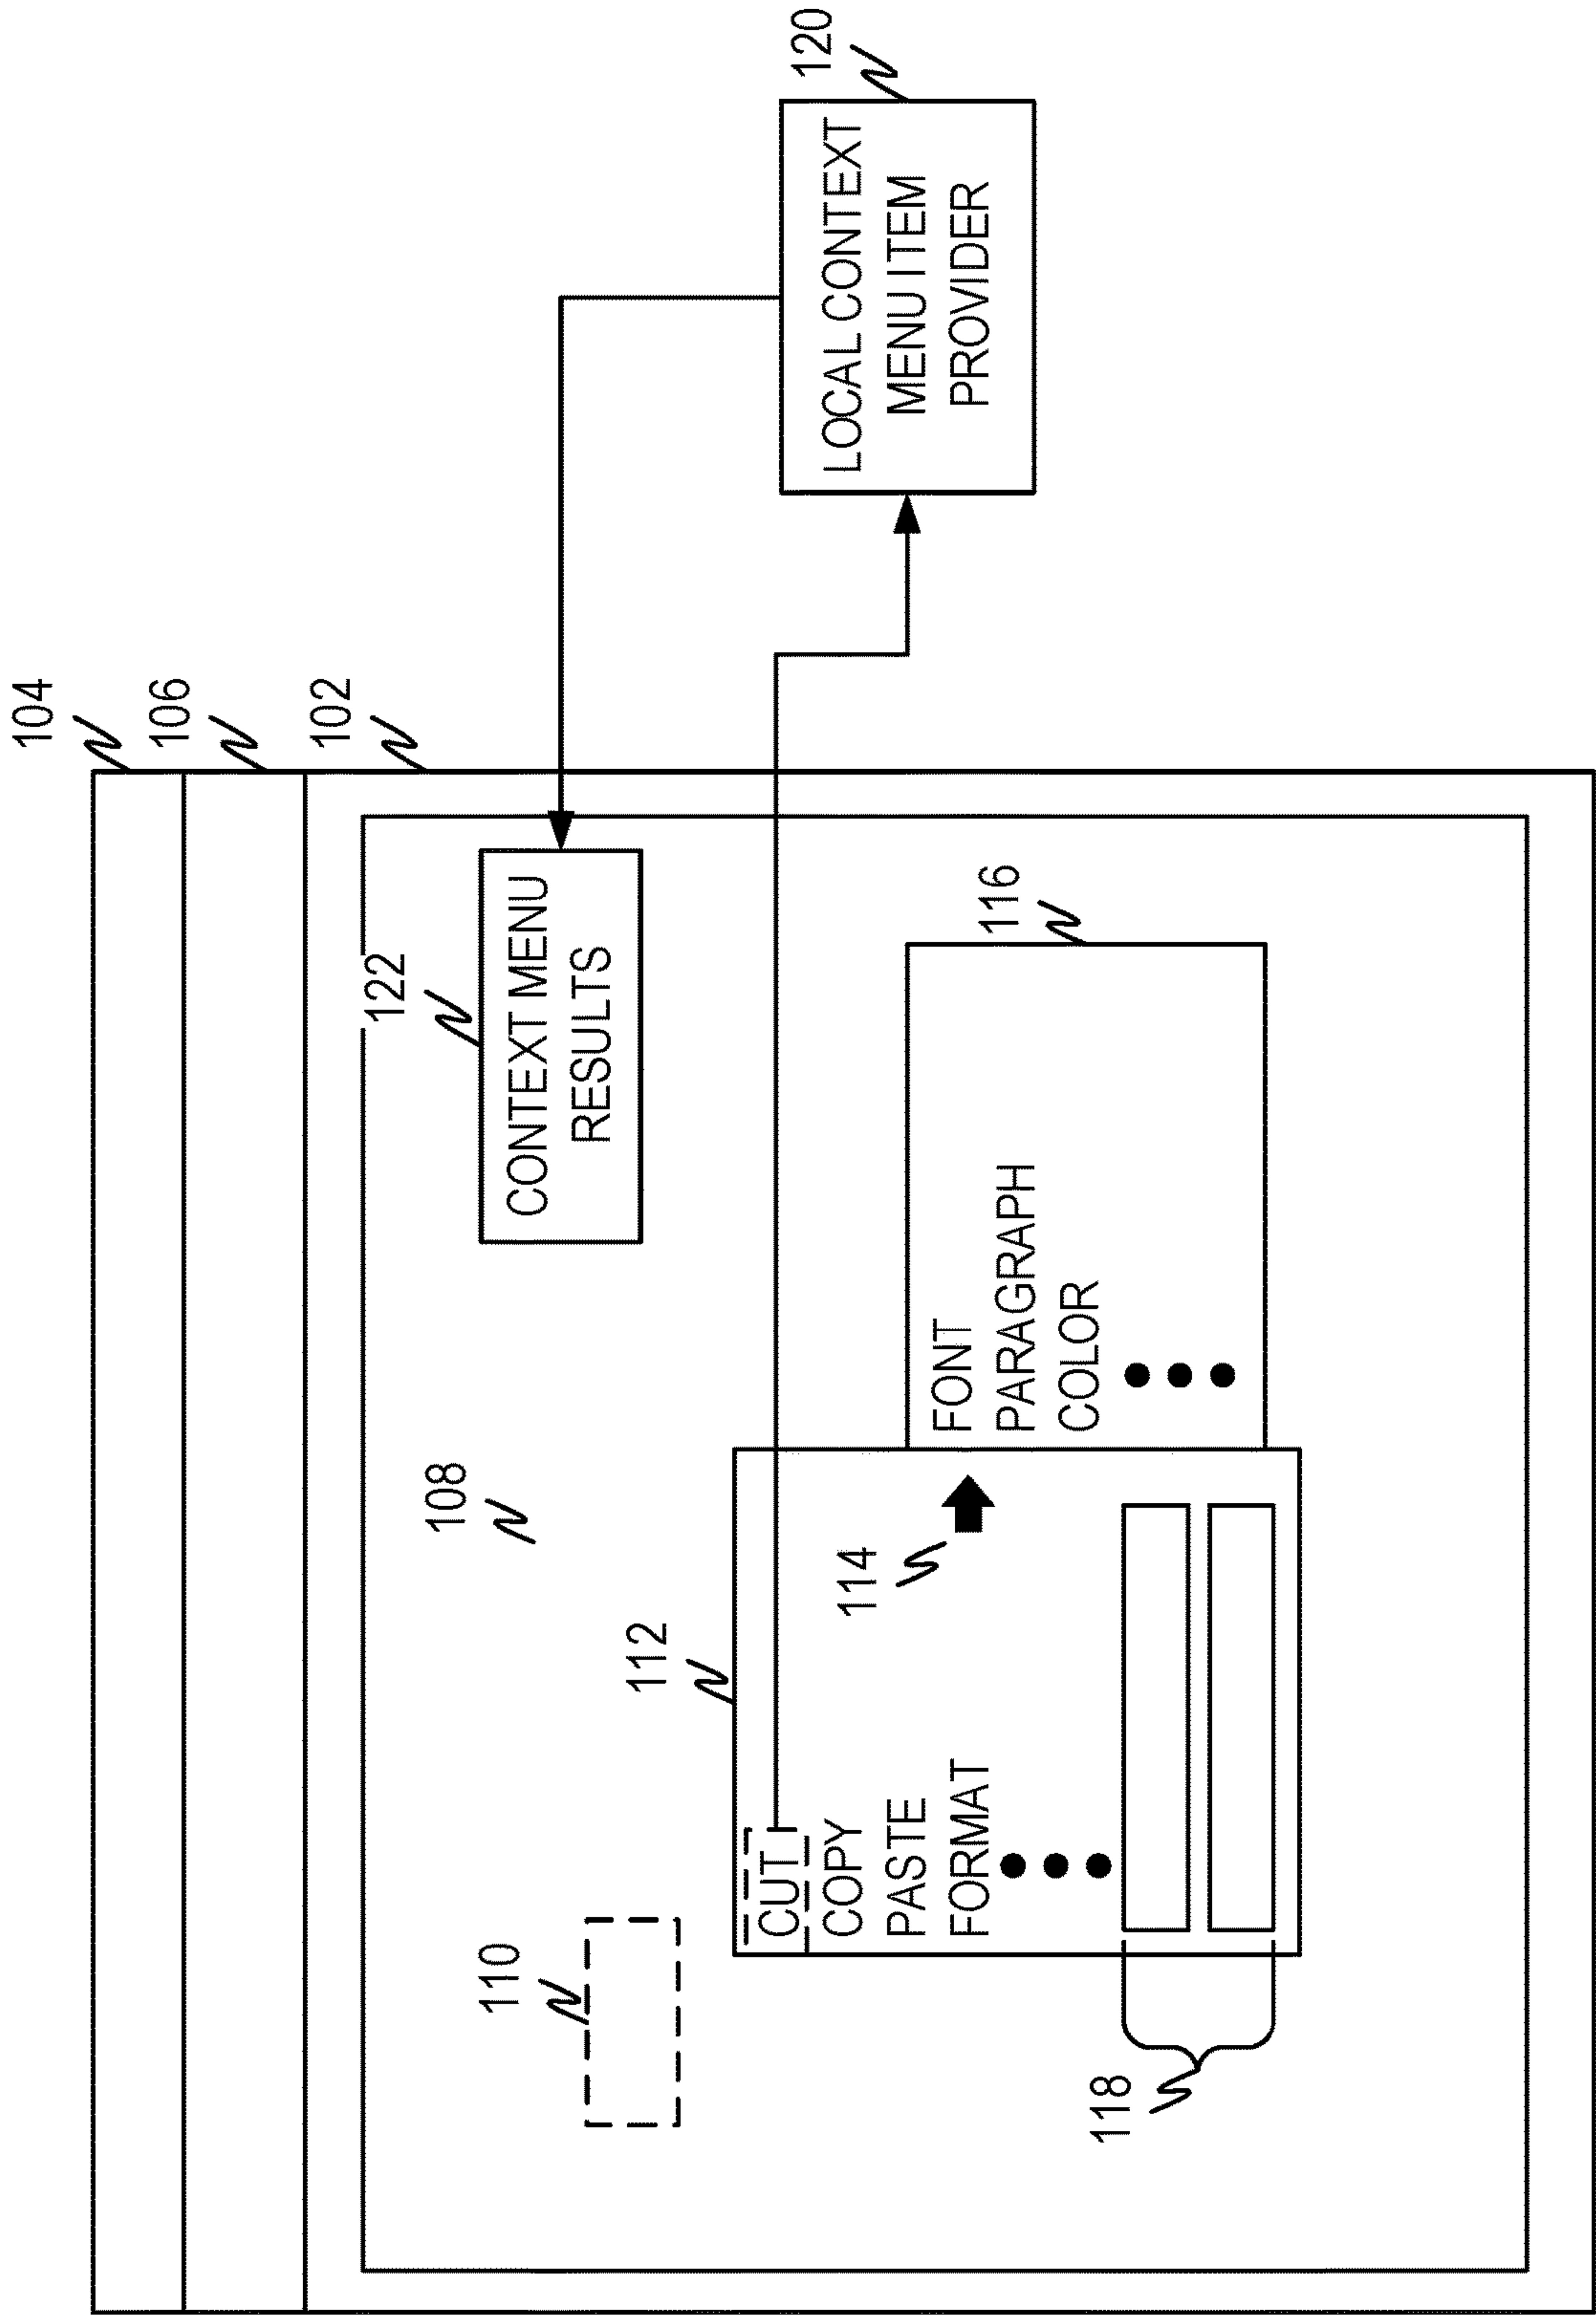 104
106
102
120
122
CONTEXT MENU
RESULTS
108
110
112
CUT
COPY
PASTE
FORMAT
114
FONT
PARAGRAPH
COLOR
116
118
LOCAL CONTEXT
MENU ITEM
PROVIDER